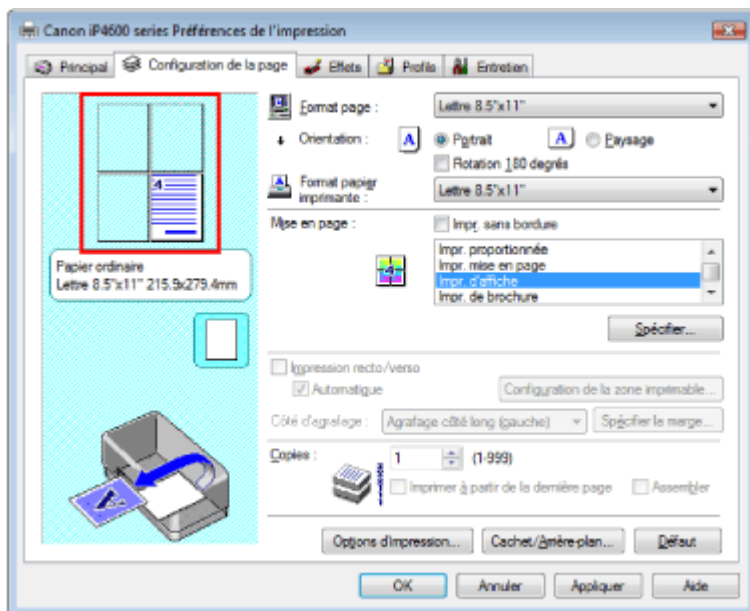 Canon iP4600 series Préférences de l'impression
Principal Configuration de la page Effets Profils Entretien
Format page : Lettre 8.5"x11"
Orientation : A Portrait A Paysage
Rotation 180 degrés
Format papier imprimante : Lettre 8.5"x11"
Mise en page : Impr. sans bordure
Impr. proportionnée
Impr. mise en page
Impr. d'affiche
Impr. de brochure
4
Papier ordinaire
Lettre 8.5"x11" 215.9x279.4mm
Spécifier...
Impression recto/verso
Automatique Configuration de la zone imprimable...
Côté d'agrafage : Agrafage côté long (gauche) Spécifier la marge...
Copies : 1 (1-999)
Imprimer à partir de la dernière page Assembler
Options d'impression... Cachet/Arrière-plan... Défaut
OK Annuler Appliquer Aide